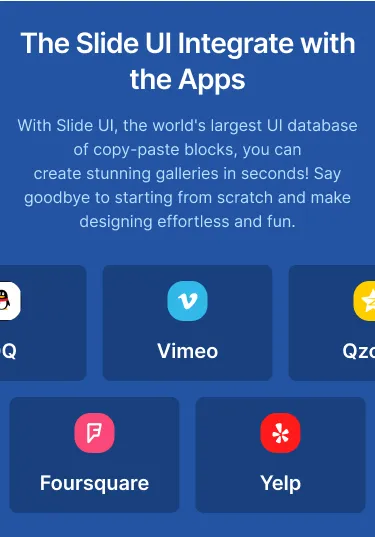 The Slide UI Integrate with
the Apps
With Slide UI, the world's largest UI database
of copy-paste blocks, you can
create stunning galleries in seconds! Say
goodbye to starting from scratch and make
designing effortless and fun.
Vimeo
Foursquare
Yelp